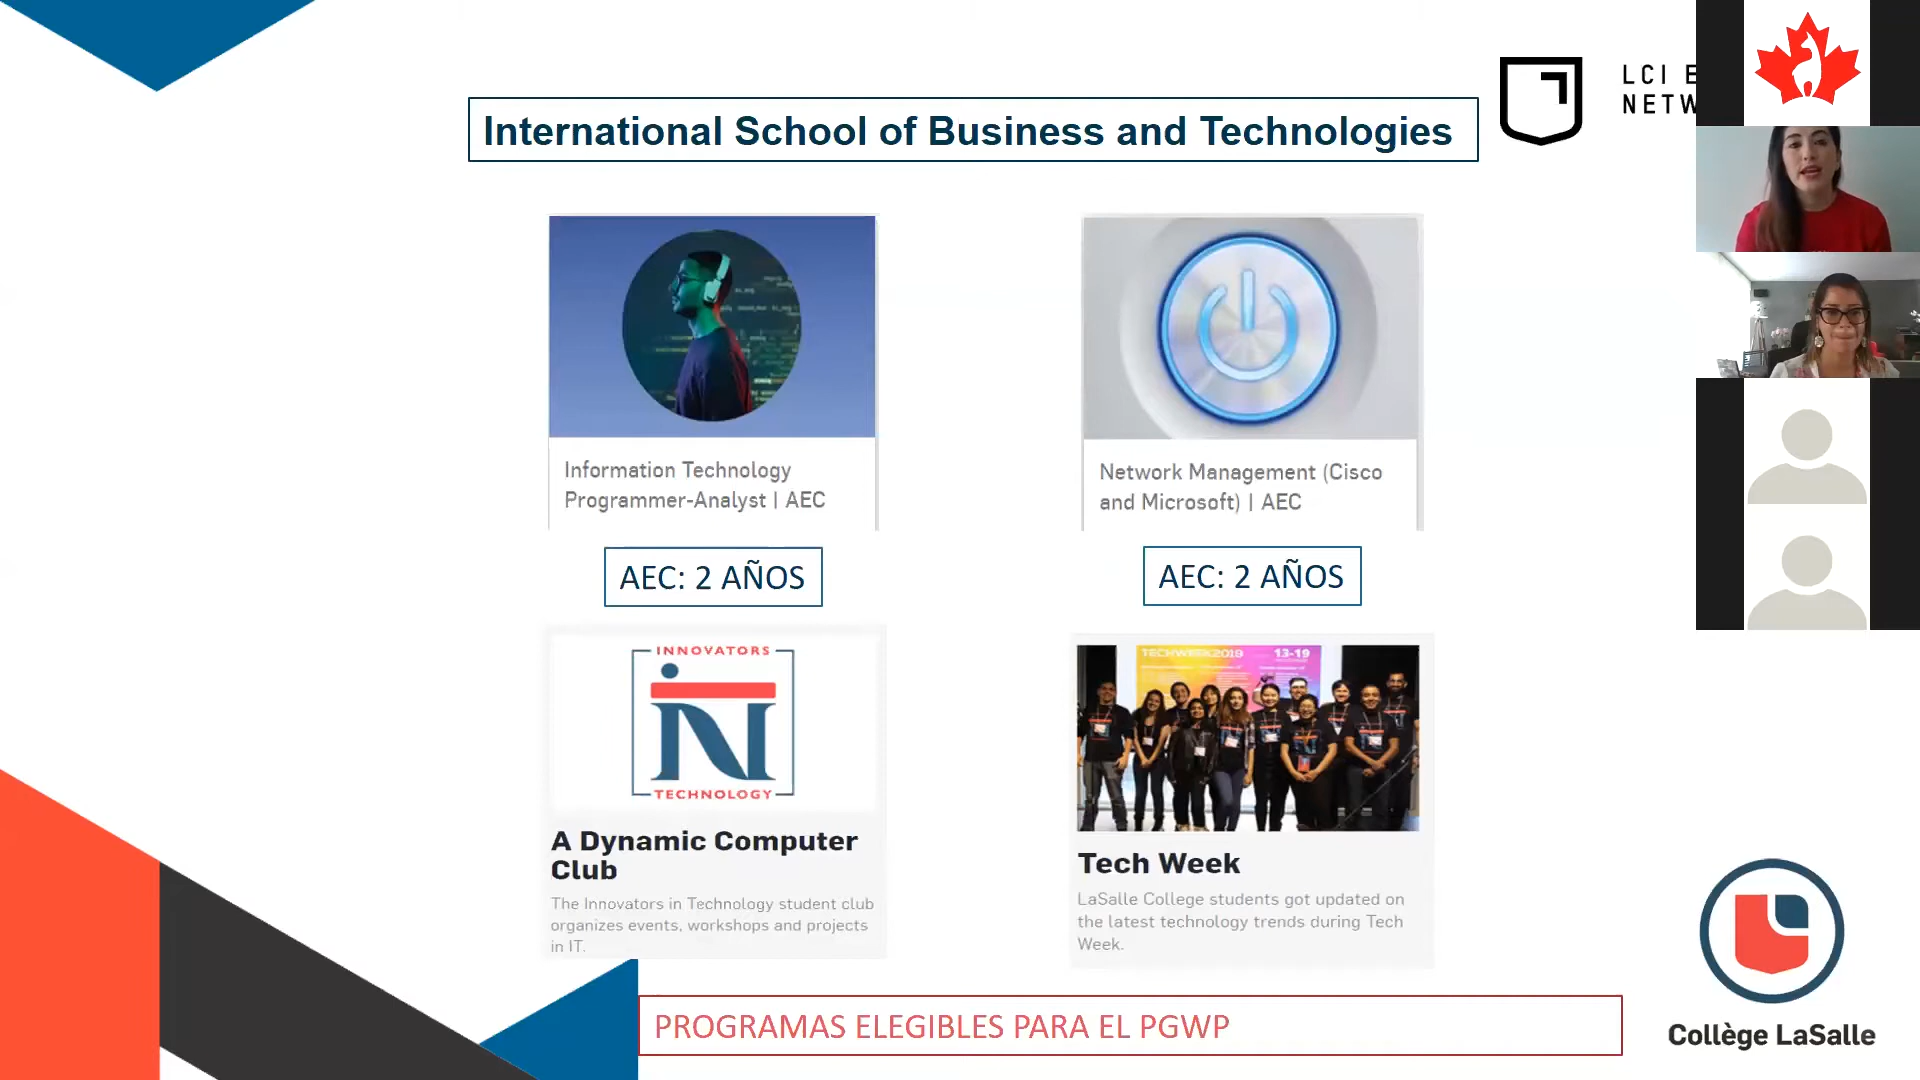 LCI E
NETW
International School of Business and Technologies
Information Technology
Programmer-Analyst | AEC
Network Management (Cisco
and Microsoft) | AEC
AEC: 2 AÑOS
AEC: 2 AÑOS
INNOVATORS
iN
TECHNOLOGY
A Dynamic Computer
Club
The Innovators in Technology student club
organizes events, workshops and projects
in IT.
TECHWEEK2019
13-19
Tech Week
LaSalle College students got updated on
the latest technology trends during Tech
Week.
PROGRAMAS ELEGIBLES PARA EL PGWP
Collège LaSalle